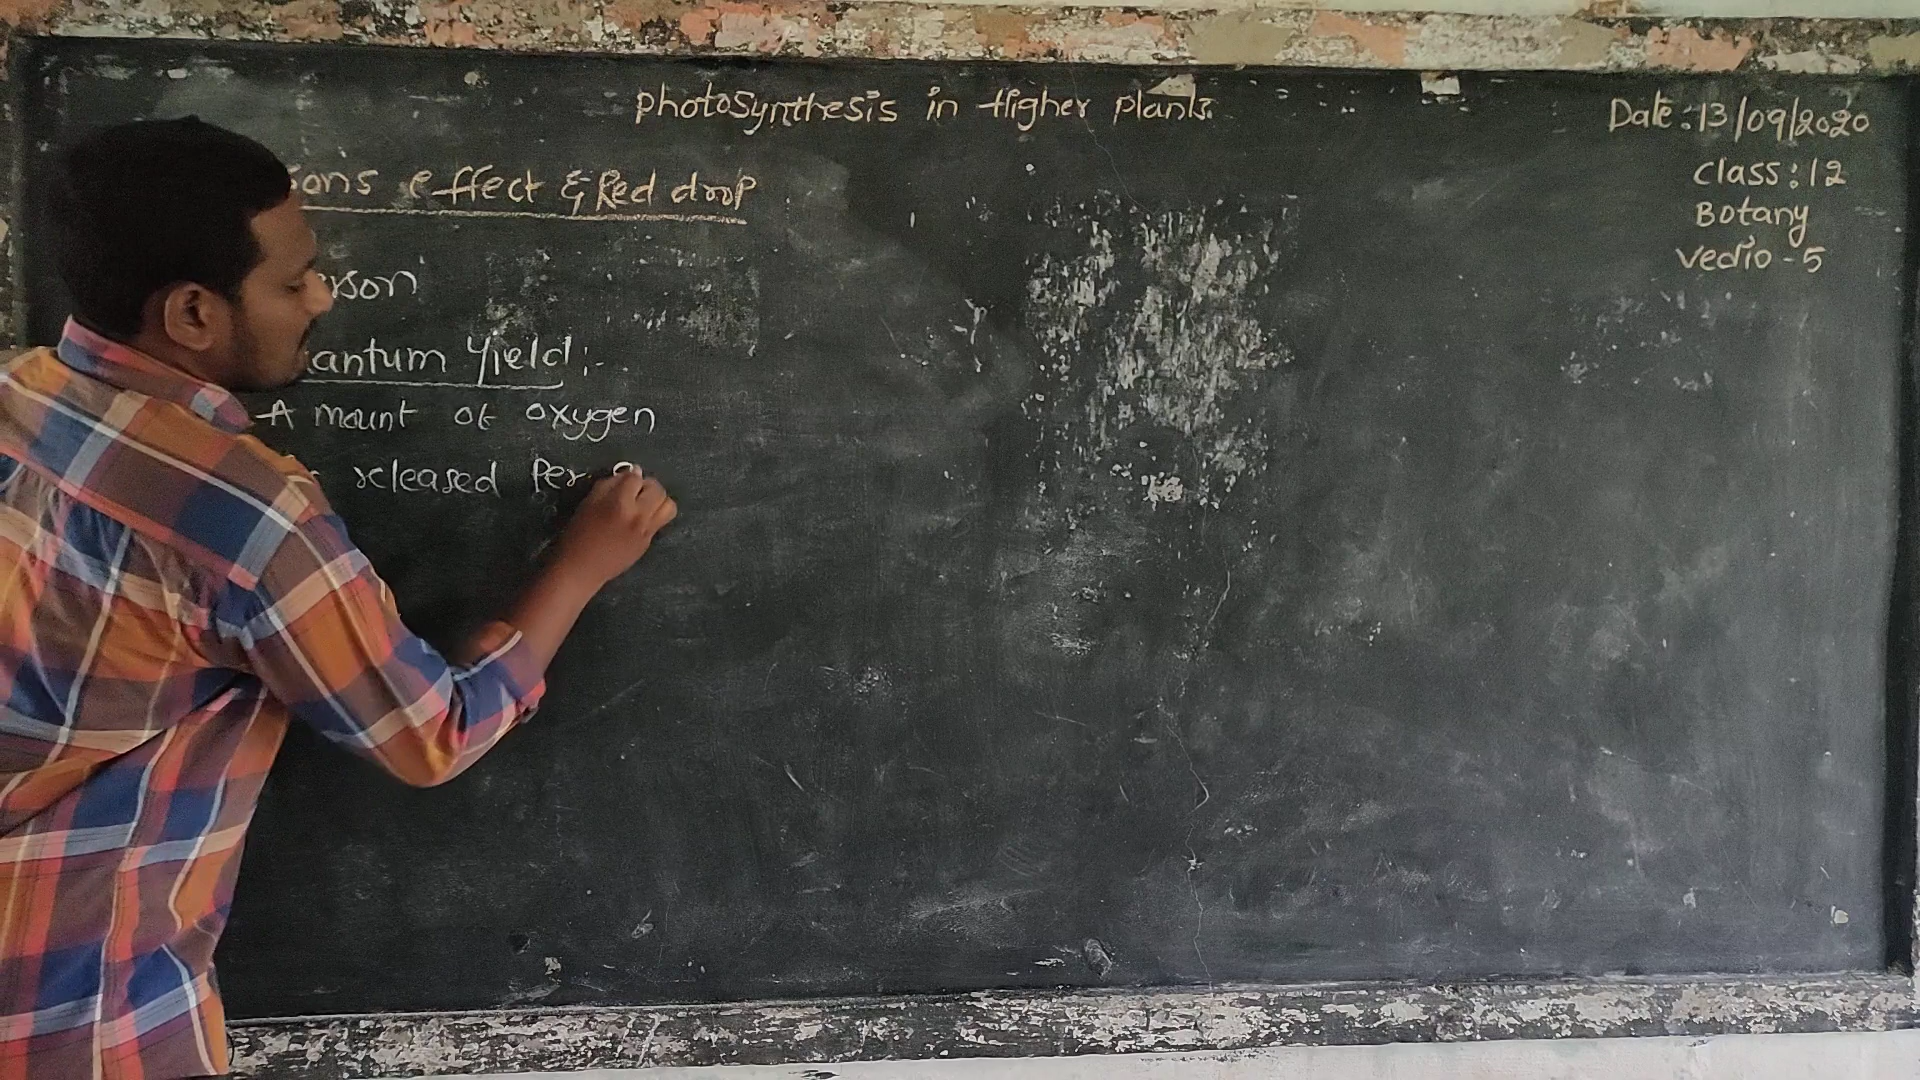 photosynthesis in Higher plants.
Date : 13/09/2020
class : 12
Botany
Vedio - 5
sons effect & Red drop
rson
antum Yield :-
Amount of oxygen
released Per